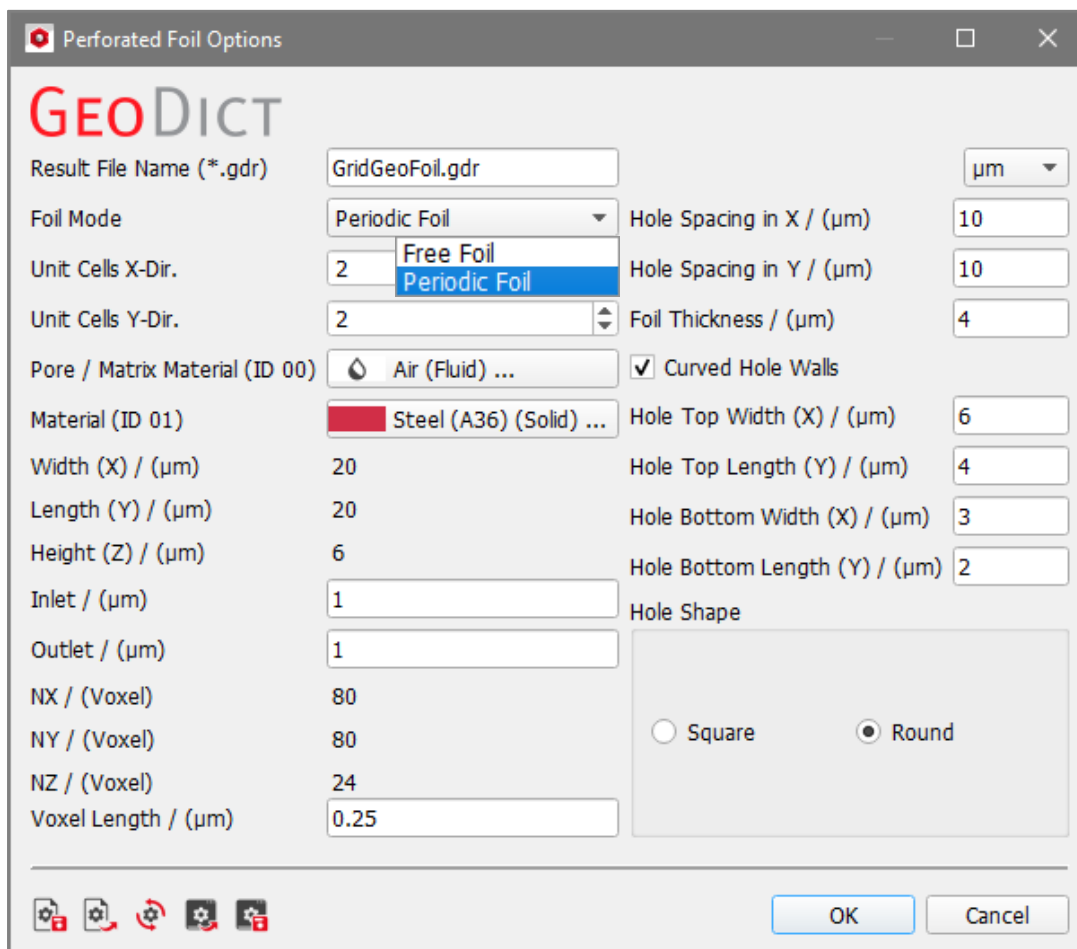 Perforated Foil Options
GEODICT
Result File Name (*.gdr) GridGeoFoil.gdr µm
Foil Mode Periodic Foil Hole Spacing in X / (µm) 10
Free Foil
Unit Cells X-Dir. 2 Hole Spacing in Y / (µm) 10
Periodic Foil
Unit Cells Y-Dir. 2 Foil Thickness / (µm) 4
Pore / Matrix Material (ID 00) Air (Fluid) ... Curved Hole Walls
Material (ID 01) Steel (A36) (Solid) ... Hole Top Width (X) / (µm) 6
Width (X) / (µm) 20 Hole Top Length (Y) / (µm) 4
Length (Y) / (µm) 20 Hole Bottom Width (X) / (µm) 3
Height (Z) / (µm) 6 Hole Bottom Length (Y) / (µm) 2
Inlet / (µm) 1 Hole Shape
Outlet / (µm) 1
NX / (Voxel) 80
NY / (Voxel) 80 Square Round
NZ / (Voxel) 24
Voxel Length / (µm) 0.25
OK Cancel